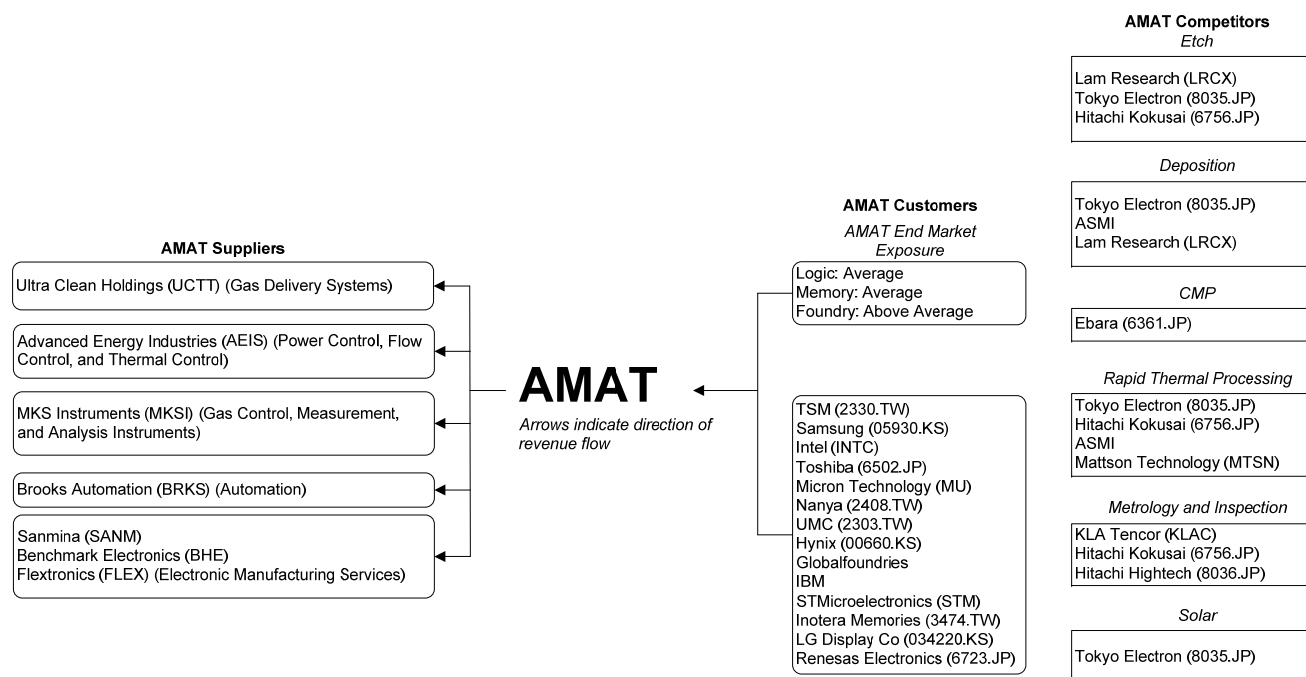 AMAT Suppliers
Ultra Clean Holdings (UCTT) (Gas Delivery Systems)
Advanced Energy Industries (AEIS) (Power Control, Flow
Control, and Thermal Control)
MKS Instruments (MKSI) (Gas Control, Measurement,
and Analysis Instruments)
Brooks Automation (BRKS) (Automation)
Sanmina (SANM)
Benchmark Electronics (BHE)
Flextronics (FLEX) (Electronic Manufacturing Services)
AMAT
Arrows indicate direction of
revenue flow
AMAT Customers
AMAT End Market
Exposure
Logic: Average
Memory: Average
Foundry: Above Average
TSM (2330.TW)
Samsung (05930.KS)
Intel (INTC)
Toshiba (6502.JP)
Micron Technology (MU)
Nanya (2408.TW)
UMC (2303.TW)
Hynix (00660.KS)
Globalfoundries
IBM
STMicroelectronics (STM)
Inotera Memories (3474.TW)
LG Display Co (034220.KS)
Renesas Electronics (6723.JP)
AMAT Competitors
Etch
Lam Research (LRCX)
Tokyo Electron (8035.JP)
Hitachi Kokusai (6756.JP)
Deposition
Tokyo Electron (8035.JP)
ASMI
Lam Research (LRCX)
CMP
Ebara (6361.JP)
Rapid Thermal Processing
Tokyo Electron (8035.JP)
Hitachi Kokusai (6756.JP)
ASMI
Mattson Technology (MTSN)
Metrology and Inspection
KLA Tencor (KLAC)
Hitachi Kokusai (6756.JP)
Hitachi Hightech (8036.JP)
Solar
Tokyo Electron (8035.JP)